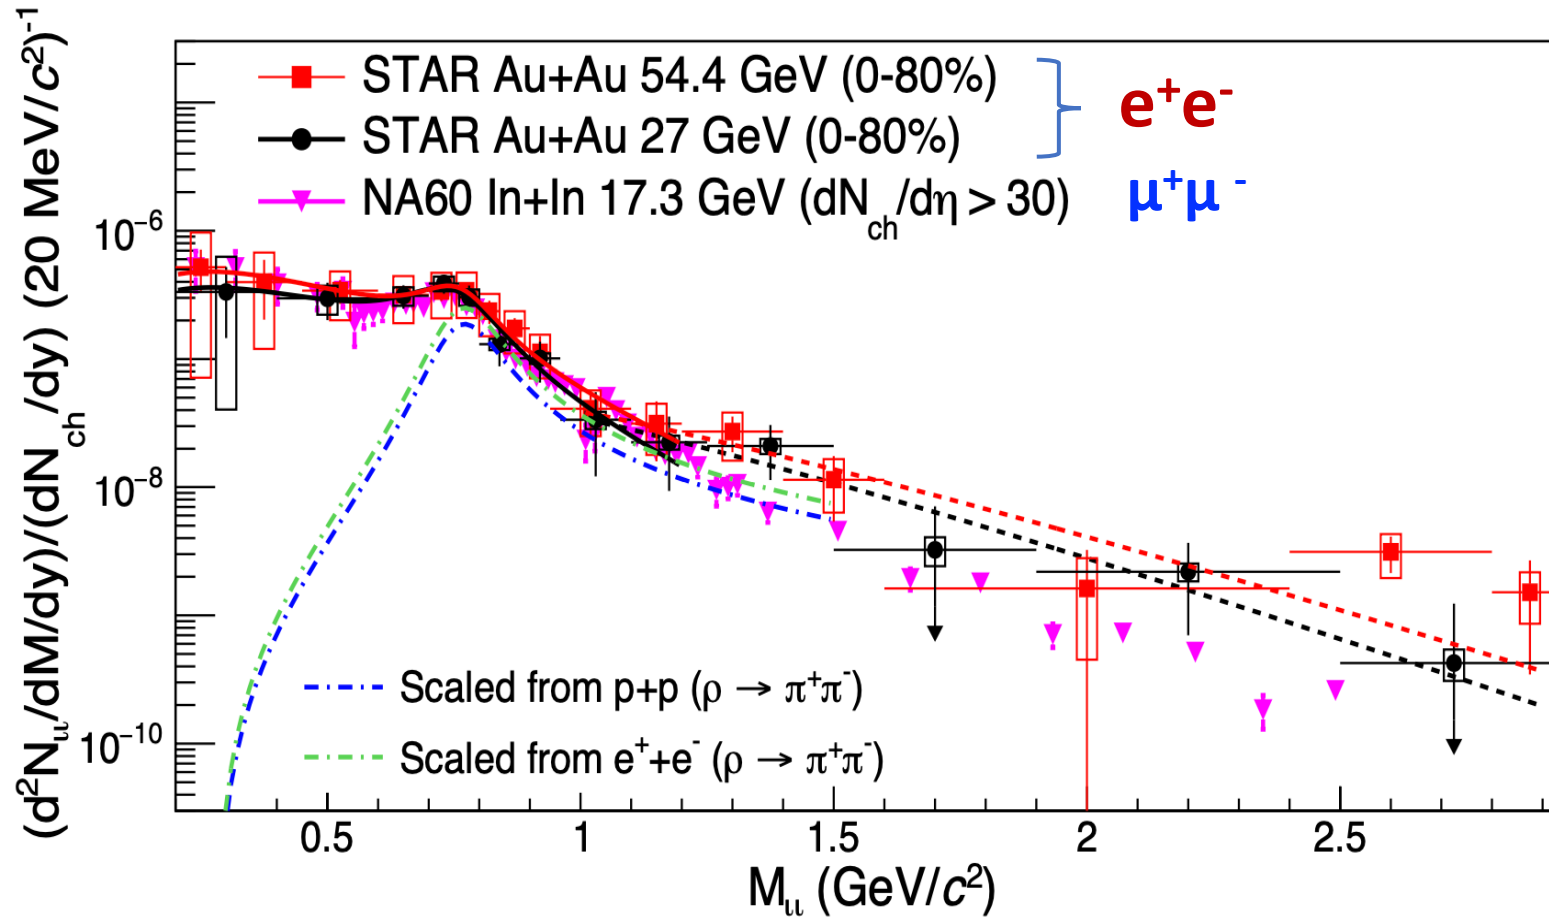 (d²Nₗₗ/dM/dy)/(dN_ch/dy) (20 MeV/c²)⁻¹
STAR Au+Au 54.4 GeV (0-80%)
STAR Au+Au 27 GeV (0-80%)
NA60 In+In 17.3 GeV (dN_ch/dη > 30)
e⁺e⁻
μ⁺μ⁻
10⁻⁶
10⁻⁸
10⁻¹⁰
Scaled from p+p (ρ → π⁺π⁻)
Scaled from e⁺+e⁻ (ρ → π⁺π⁻)
0.5 1 1.5 2 2.5
Mₗₗ (GeV/c²)